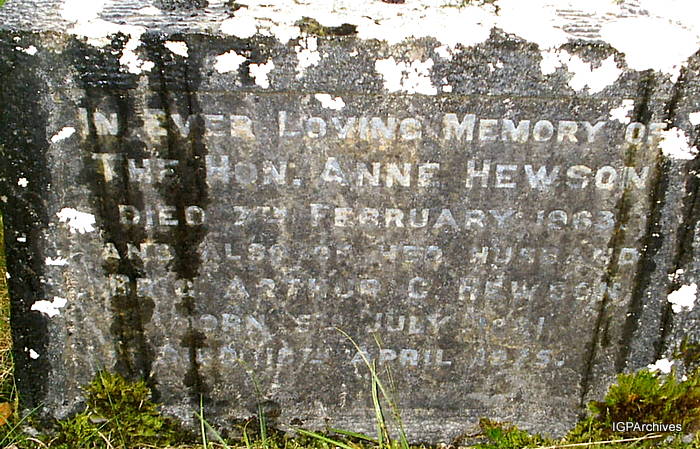 IN EVER LOVING MEMORY OF
THE HON. ANNE HEWSON
DIED 7TH FEBRUARY 1963
AND ALSO OF HER HUSBAND
ARTHUR G HEWSON
BORN 5TH JULY
APRIL
IGPArchives